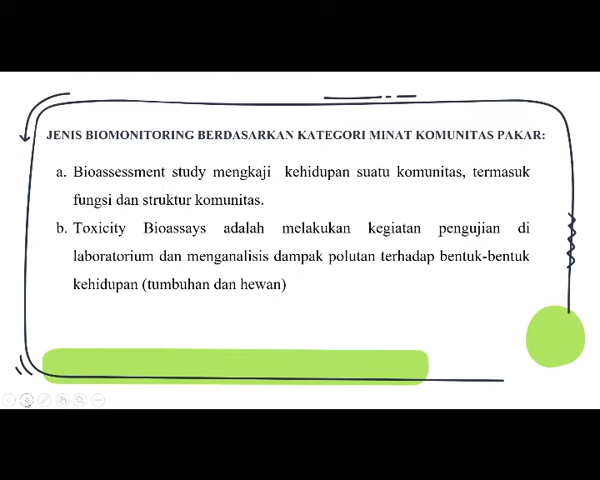 JENIS BIOMONITORING BERDASARKAN KATEGORI MINAT KOMUNITAS PAKAR:
a. Bioassessment study mengkaji kehidupan suatu komunitas, termasuk
fungsi dan struktur komunitas.
b. Toxicity Bioassays adalah melakukan kegiatan pengujian di
laboratorium dan menganalisis dampak polutan terhadap bentuk-bentuk
kehidupan (tumbuhan dan hewan)